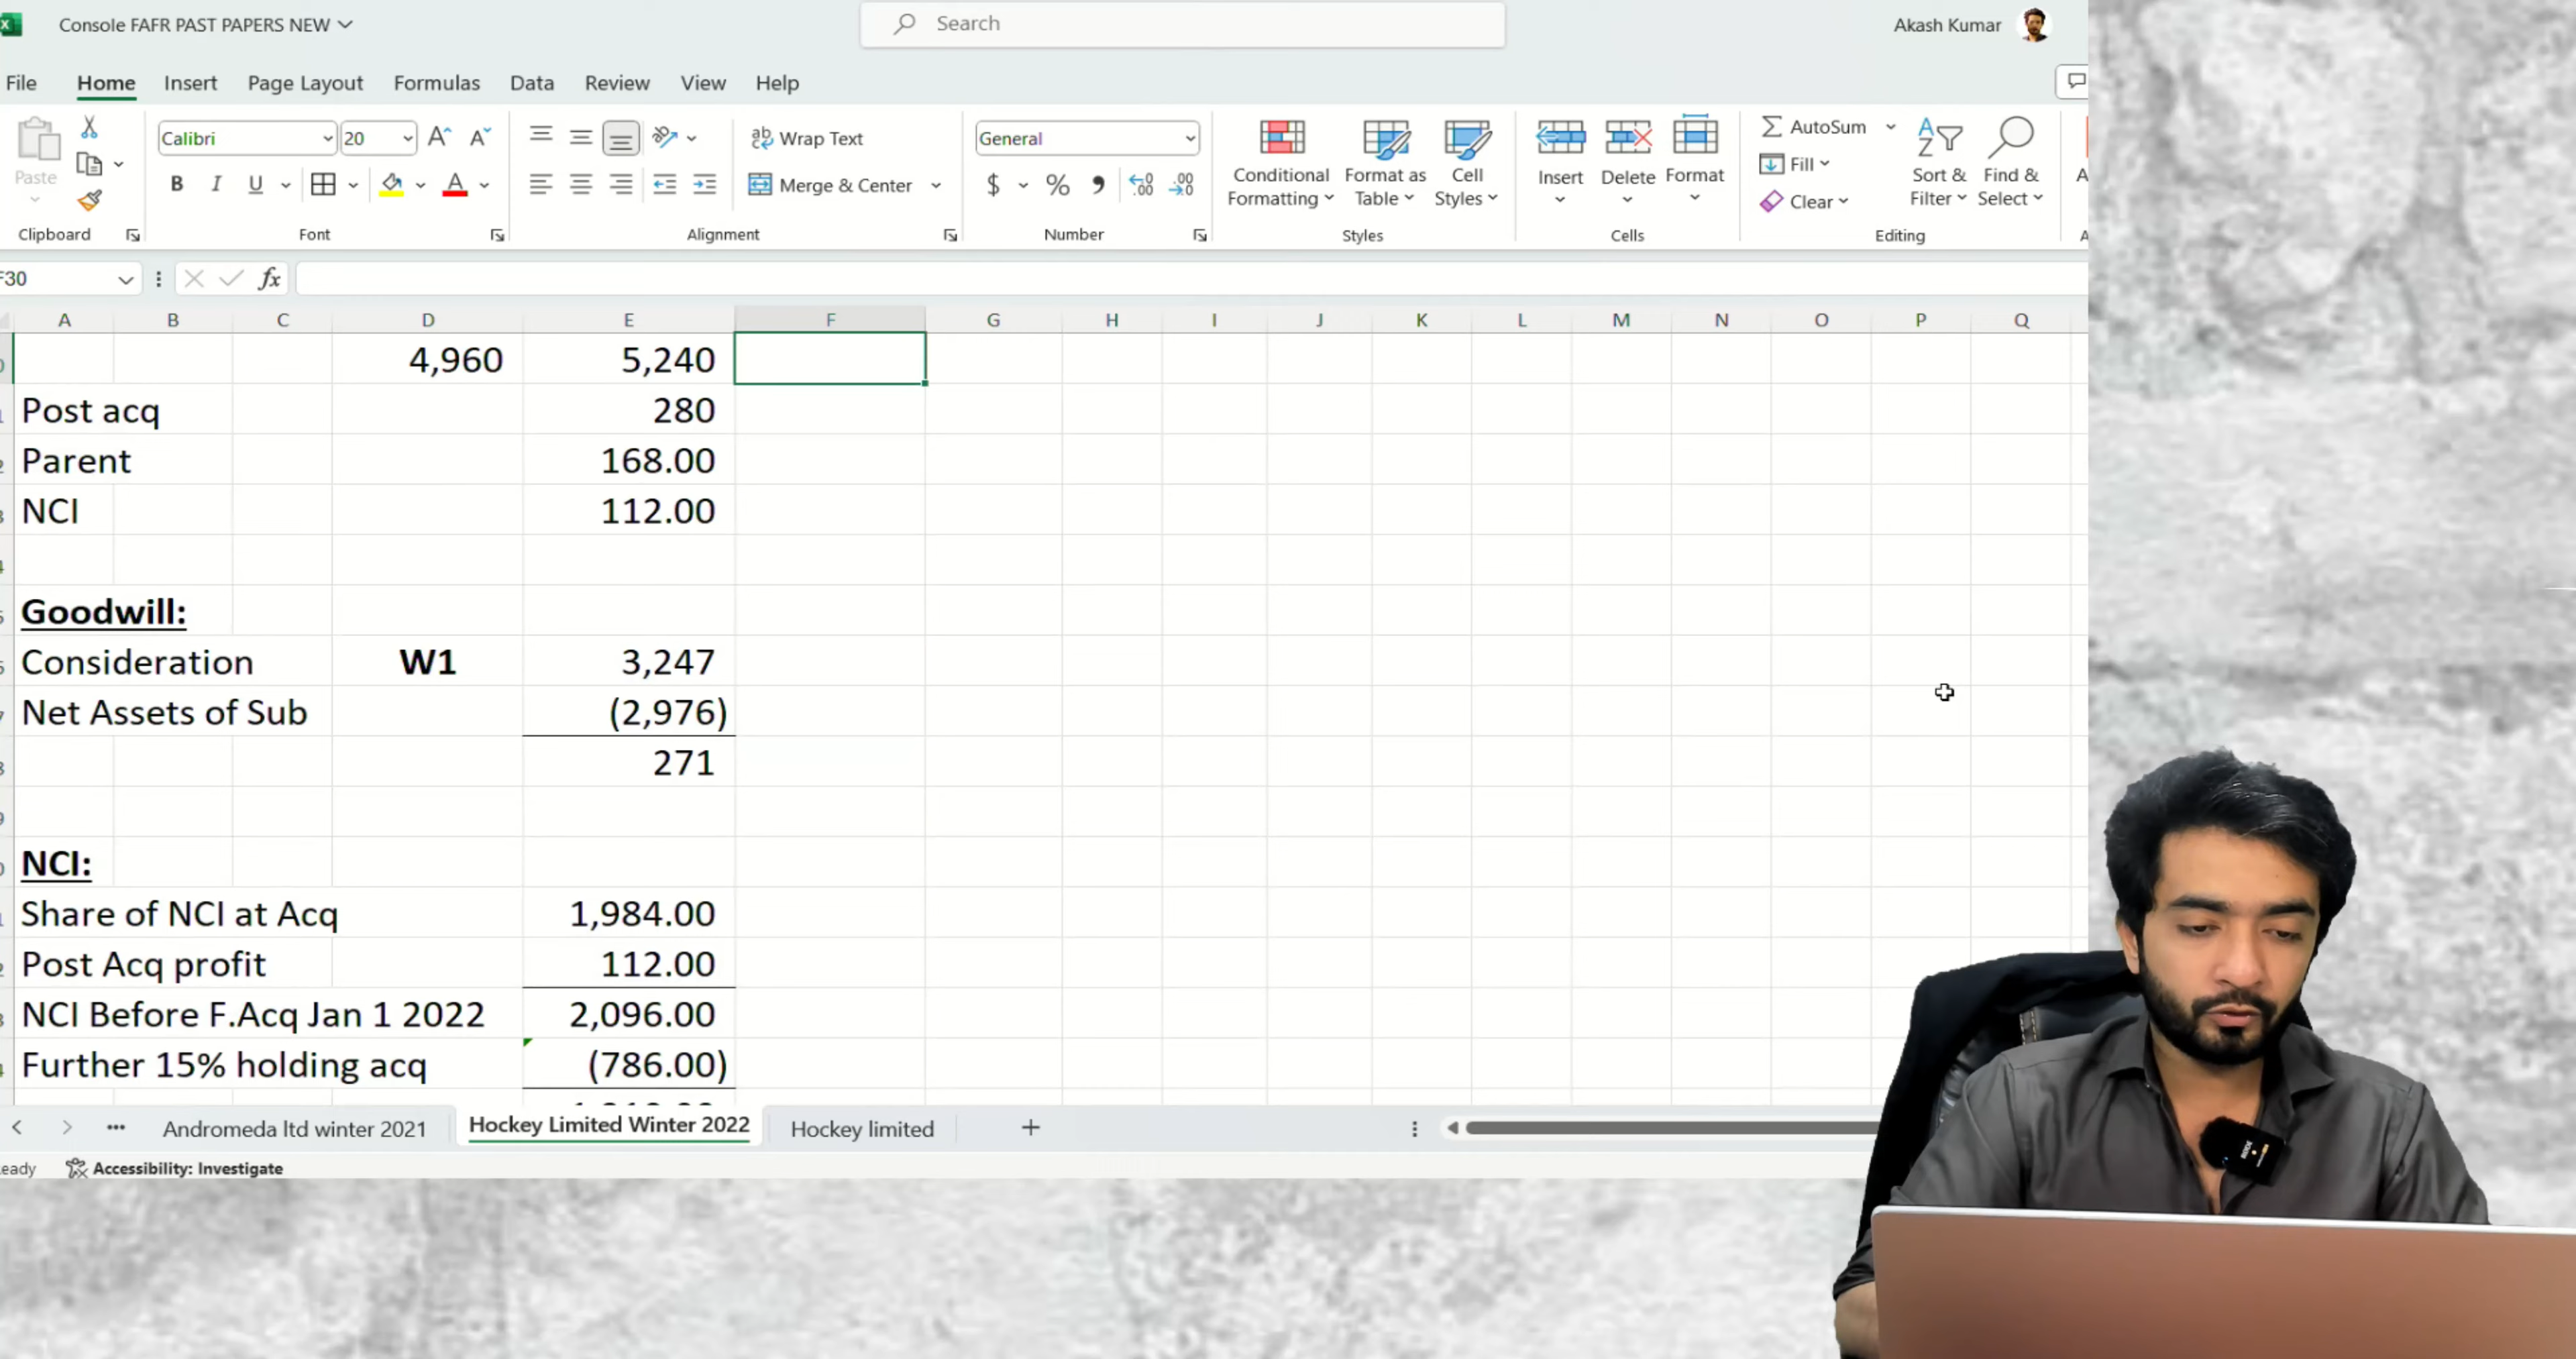 Console FAFR PAST PAPERS NEW
Search
Akash Kumar
File Home Insert Page Layout Formulas Data Review View Help
Paste
Clipboard
Calibri 20
B I U
Font
Wrap Text
Merge & Center
Alignment
General
$ %
Number
Conditional Formatting
Format as Table
Cell Styles
Styles
Insert Delete Format
Cells
AutoSum
Fill
Clear
Sort & Filter
Find & Select
Editing
F30 fx
A B C D E F G H I J K L M N O P Q
4,960 5,240
Post acq 280
Parent 168.00
NCI 112.00
Goodwill:
Consideration W1 3,247
Net Assets of Sub (2,976)
271
NCI:
Share of NCI at Acq 1,984.00
Post Acq profit 112.00
NCI Before F.Acq Jan 1 2022 2,096.00
Further 15% holding acq (786.00)
Andromeda ltd winter 2021 Hockey Limited Winter 2022 Hockey limited
Accessibility: Investigate